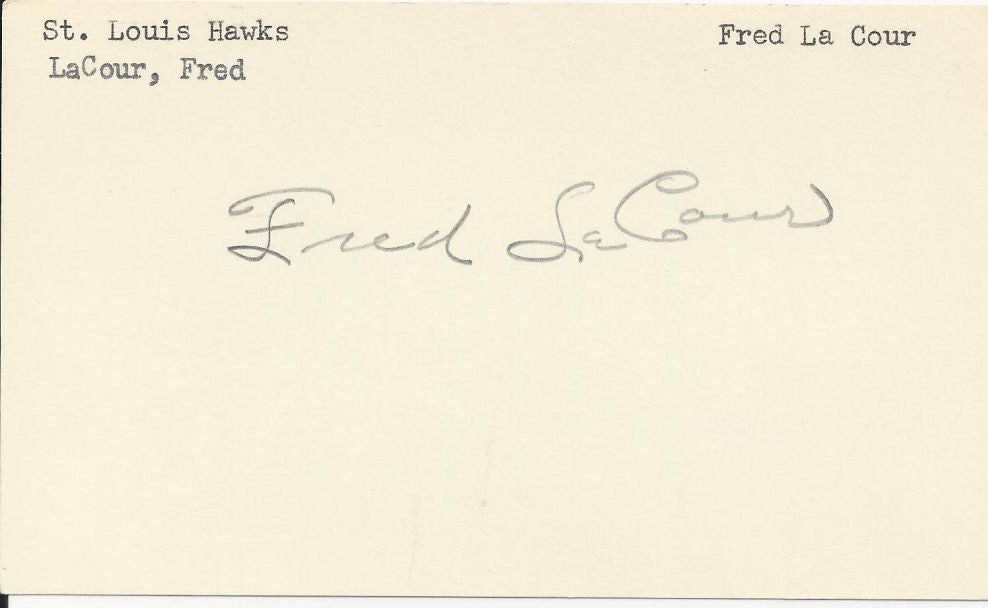 St. Louis Hawks
Fred La Cour
LaCour, Fred
Fred LaCour